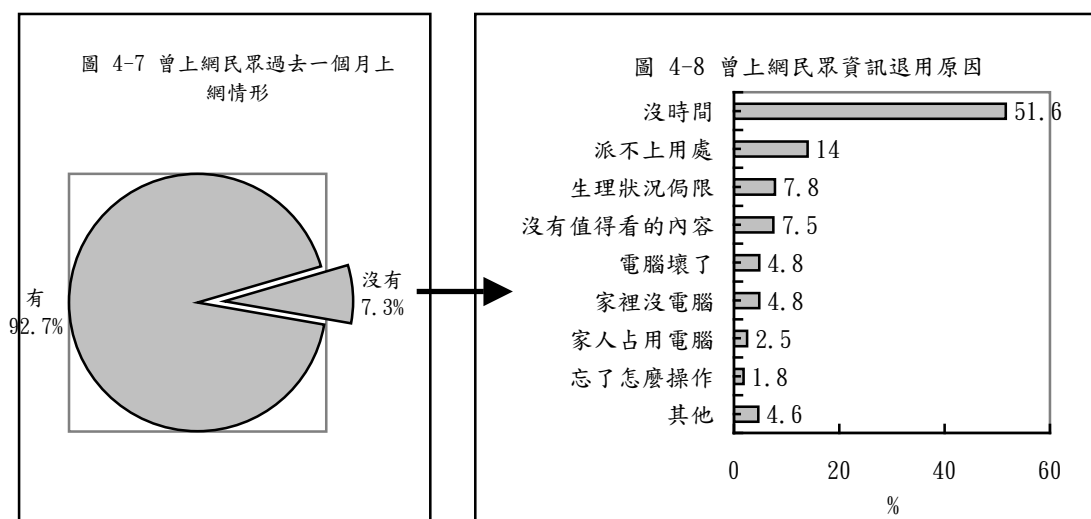 圖 4-7 曾上網民眾過去一個月上
網情形
有
92.7%
沒有
7.3%
圖 4-8 曾上網民眾資訊退用原因
沒時間 51.6
派不上用處 14
生理狀況侷限 7.8
沒有值得看的內容 7.5
電腦壞了 4.8
家裡沒電腦 4.8
家人占用電腦 2.5
忘了怎麼操作 1.8
其他 4.6
0 20 40 60
%